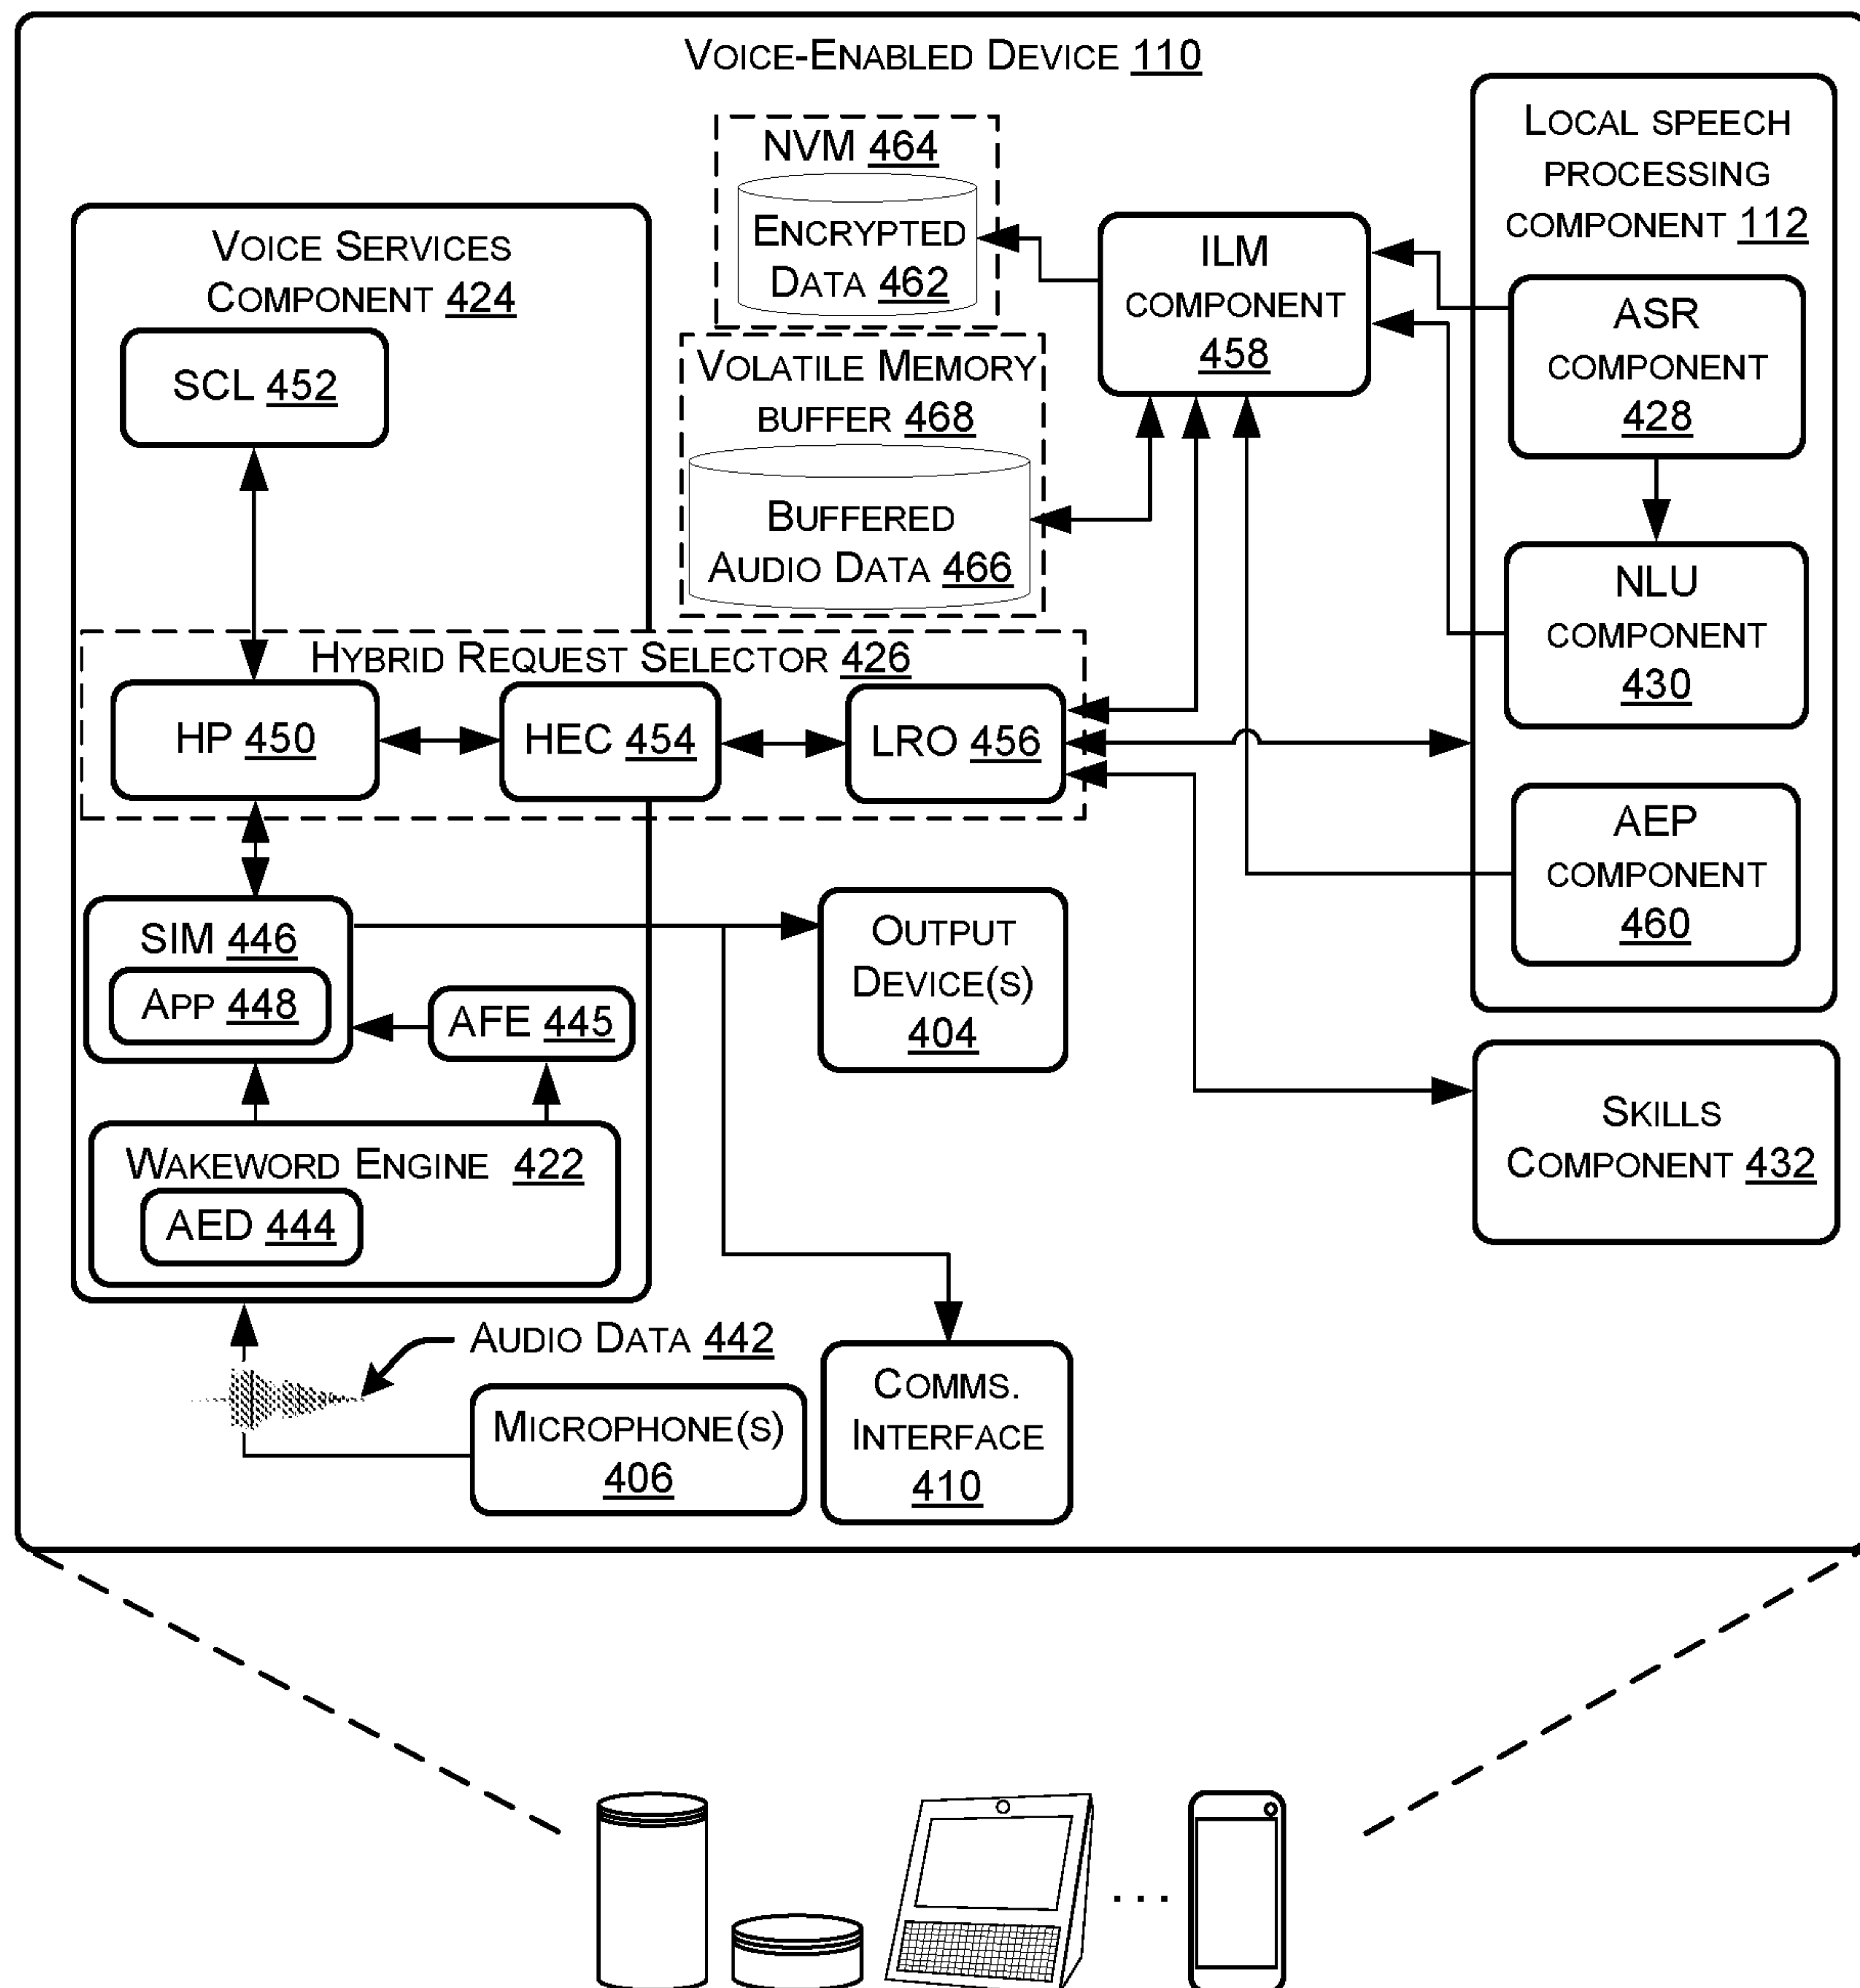 Voice-Enabled Device 110
Voice Services
Component 424
SCL 452
NVM 464
Encrypted
Data 462
Volatile Memory
buffer 468
Buffered
Audio Data 466
ILM
component
458
Local speech
processing
component 112
ASR
component
428
NLU
component
430
AEP
component
460
Hybrid Request Selector 426
HP 450
HEC 454
LRO 456
SIM 446
App 448
AFE 445
Output
Device(s)
404
Skills
Component 432
Wakeword Engine 422
AED 444
Audio Data 442
Microphone(s)
406
Comms.
Interface
410
...